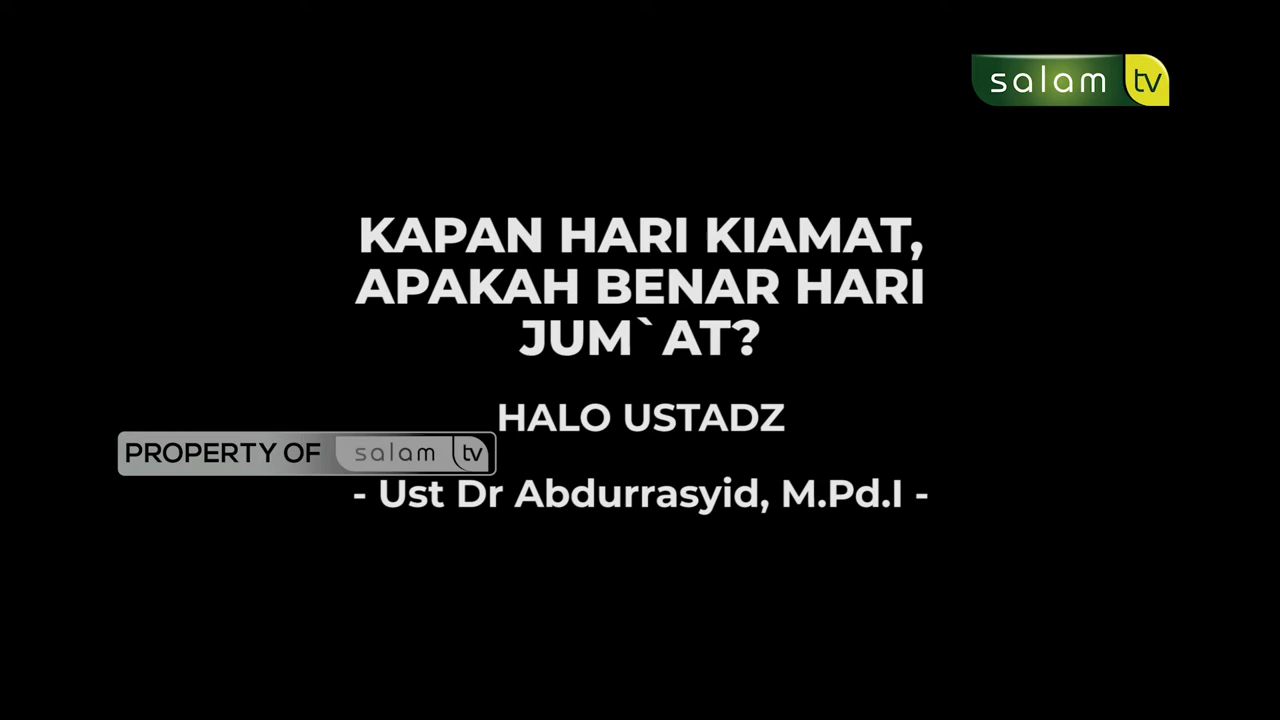 salam tv
KAPAN HARI KIAMAT,
APAKAH BENAR HARI
JUM`AT?
HALO USTADZ
PROPERTY OF salam tv
- Ust Dr Abdurrasyid, M.Pd.I -